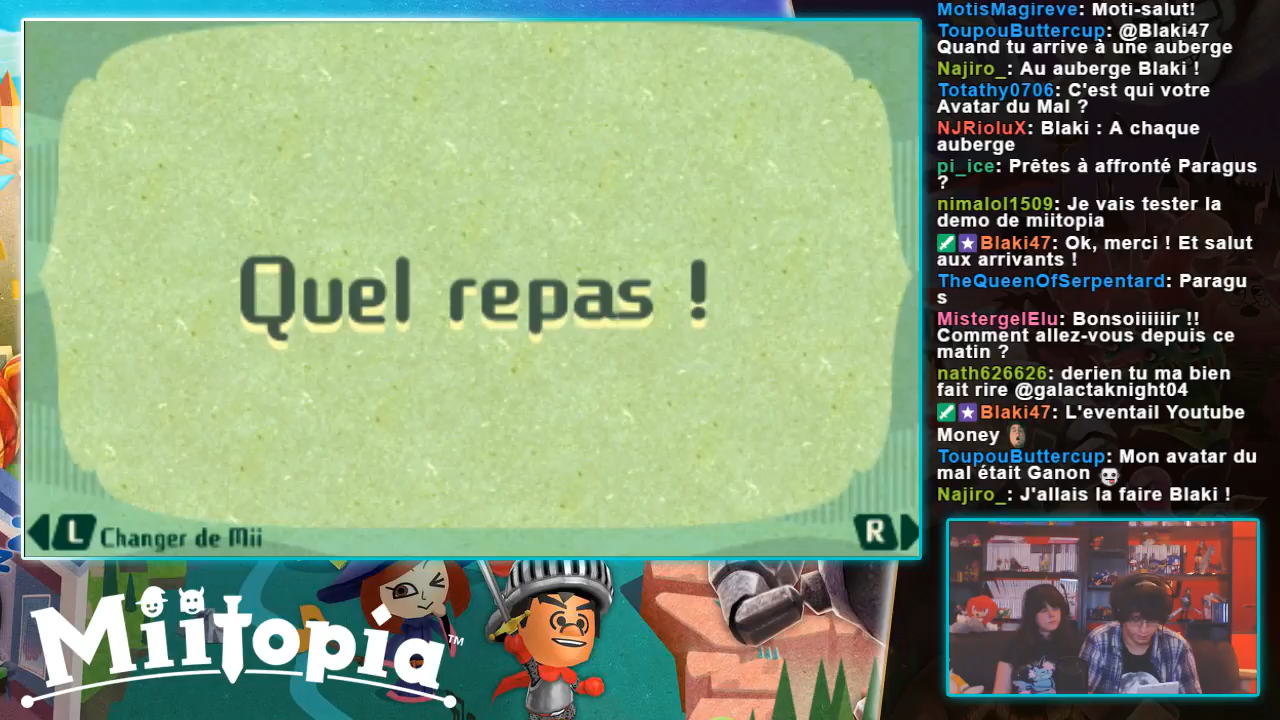 Quel repas !
L Changer de Mii
R
Miitopia™
MotisMagireve: Moti-salut!
ToupouButtercup: @Blaki47
Quand tu arrive à une auberge
Najiro_: Au auberge Blaki !
Totathy0706: C'est qui votre
Avatar du Mal ?
NJRioluX: Blaki : A chaque
auberge
pi_ice: Prêtes à affronté Paragus
?
nimalol1509: Je vais tester la
demo de miitopia
Blaki47: Ok, merci ! Et salut
aux arrivants !
TheQueenOfSerpentard: Paragu
s
MistergelElu: Bonsoiiiiiir !!
Comment allez-vous depuis ce
matin ?
nath626626: derien tu ma bien
fait rire @galactaknight04
Blaki47: L'eventail Youtube
Money
ToupouButtercup: Mon avatar du
mal était Ganon
Najiro_: J'allais la faire Blaki !